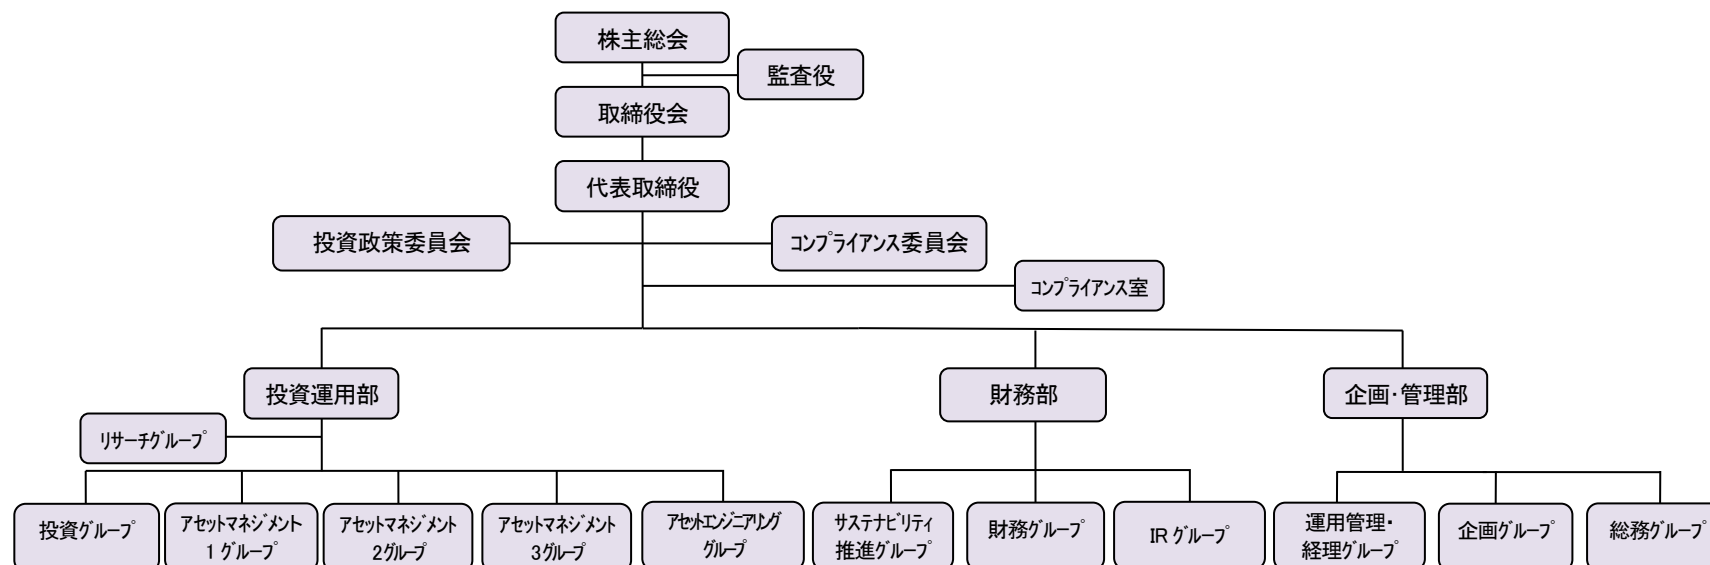 株主総会
監査役
取締役会
代表取締役
投資政策委員会
コンプライアンス委員会
コンプライアンス室
投資運用部
財務部
企画・管理部
リサーチグループ
投資グループ
アセットマネジメント
1 グループ
アセットマネジメント
2グループ
アセットマネジメント
3グループ
アセットエンジニアリング
グループ
サステナビリティ
推進グループ
財務グループ
IR グループ
運用管理・
経理グループ
企画グループ
総務グループ